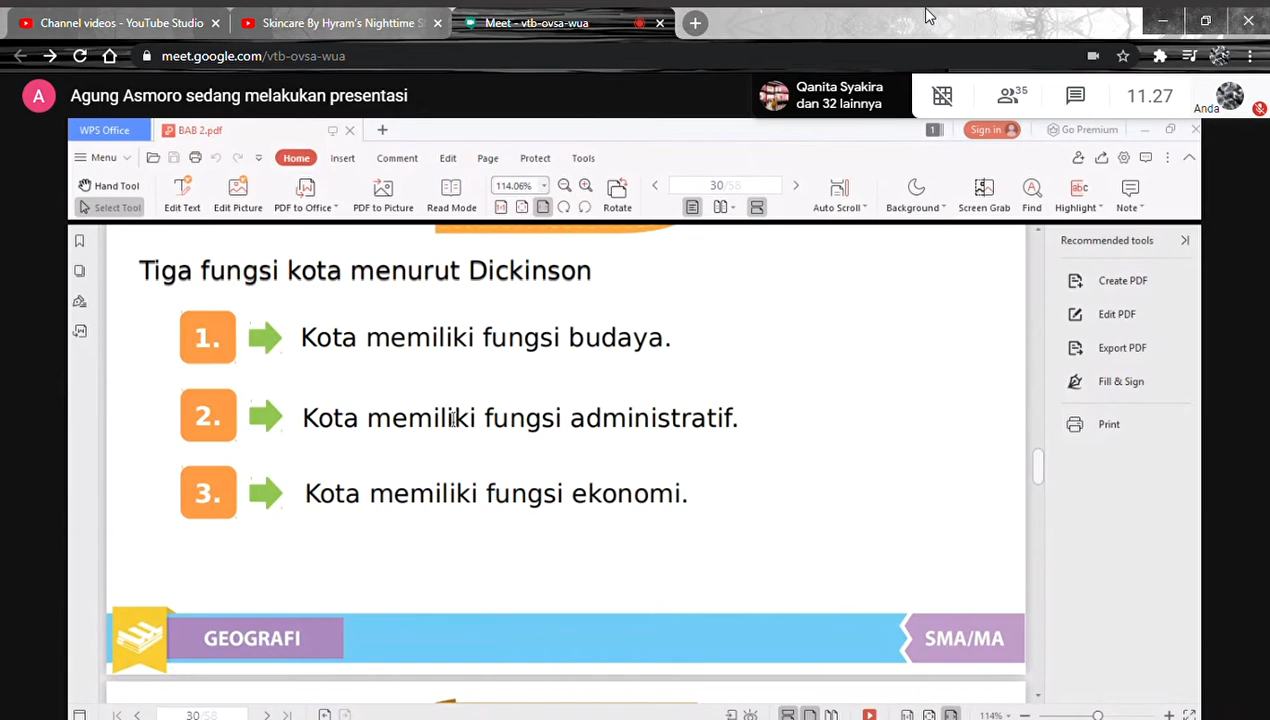 Channel videos - YouTube Studio
Skincare By Hyram's Nighttime S
Meet - vtb-ovsa-wua
meet.google.com/vtb-ovsa-wua
A
Agung Asmoro sedang melakukan presentasi
Qanita Syakira
dan 32 lainnya
35
11.27
Anda
WPS Office
BAB 2.pdf
1
Sign in
Go Premium
Menu
Home
Insert
Comment
Edit
Page
Protect
Tools
Hand Tool
Select Tool
Edit Text
Edit Picture
PDF to Office
PDF to Picture
Read Mode
114.06%
30/58
Rotate
Auto Scroll
Background
Screen Grab
Find
Highlight
Note
Tiga fungsi kota menurut Dickinson
1. Kota memiliki fungsi budaya.
2. Kota memiliki fungsi administratif.
3. Kota memiliki fungsi ekonomi.
GEOGRAFI
SMA/MA
Recommended tools
Create PDF
Edit PDF
Export PDF
Fill & Sign
Print
30/58
114%